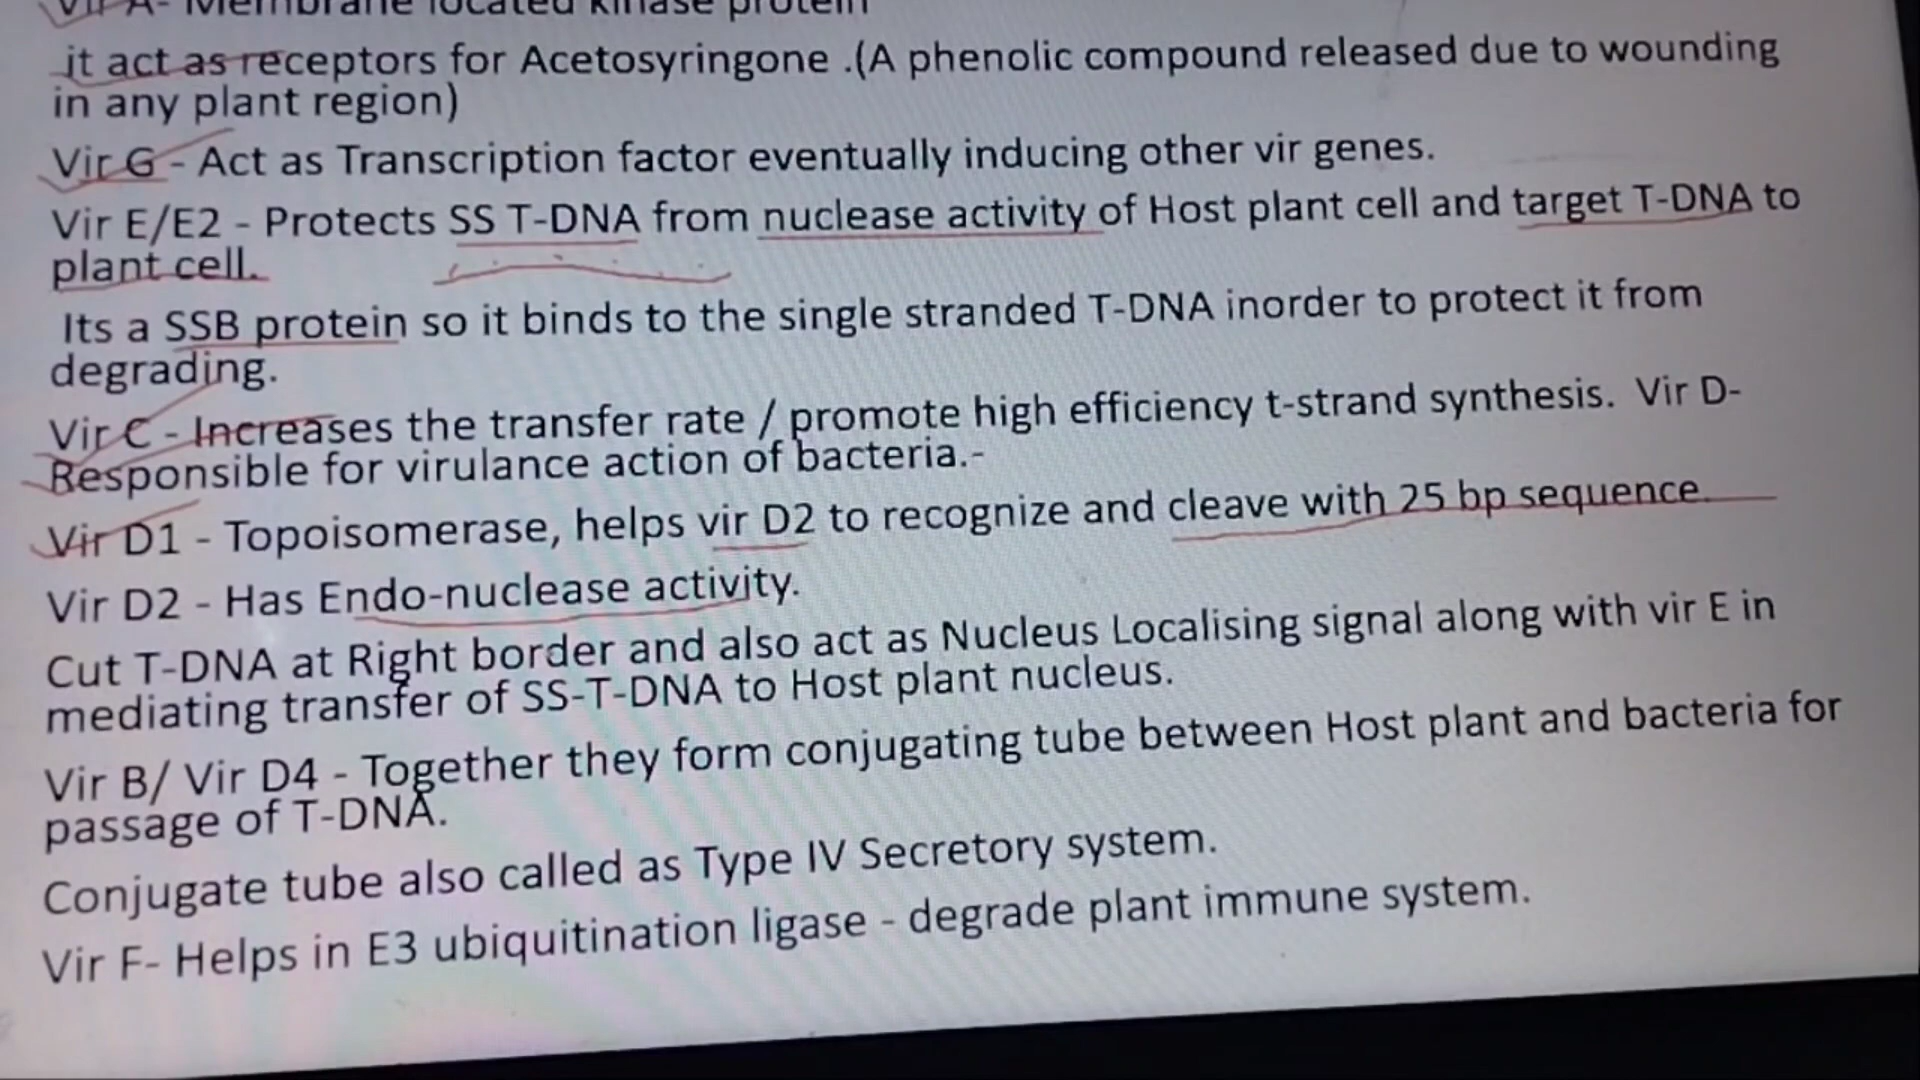 Vir A- Membrane located kinase protein
it act as receptors for Acetosyringone .(A phenolic compound released due to wounding
in any plant region)
Vir G - Act as Transcription factor eventually inducing other vir genes.
Vir E/E2 - Protects SS T-DNA from nuclease activity of Host plant cell and target T-DNA to
plant cell.
Its a SSB protein so it binds to the single stranded T-DNA inorder to protect it from
degrading.
Vir C - Increases the transfer rate / promote high efficiency t-strand synthesis. Vir D-
Responsible for virulance action of bacteria.-
Vir D1 - Topoisomerase, helps vir D2 to recognize and cleave with 25 bp sequence.
Vir D2 - Has Endo-nuclease activity.
Cut T-DNA at Right border and also act as Nucleus Localising signal along with vir E in
mediating transfer of SS-T-DNA to Host plant nucleus.
Vir B/ Vir D4 - Together they form conjugating tube between Host plant and bacteria for
passage of T-DNA.
Conjugate tube also called as Type IV Secretory system.
Vir F- Helps in E3 ubiquitination ligase - degrade plant immune system.